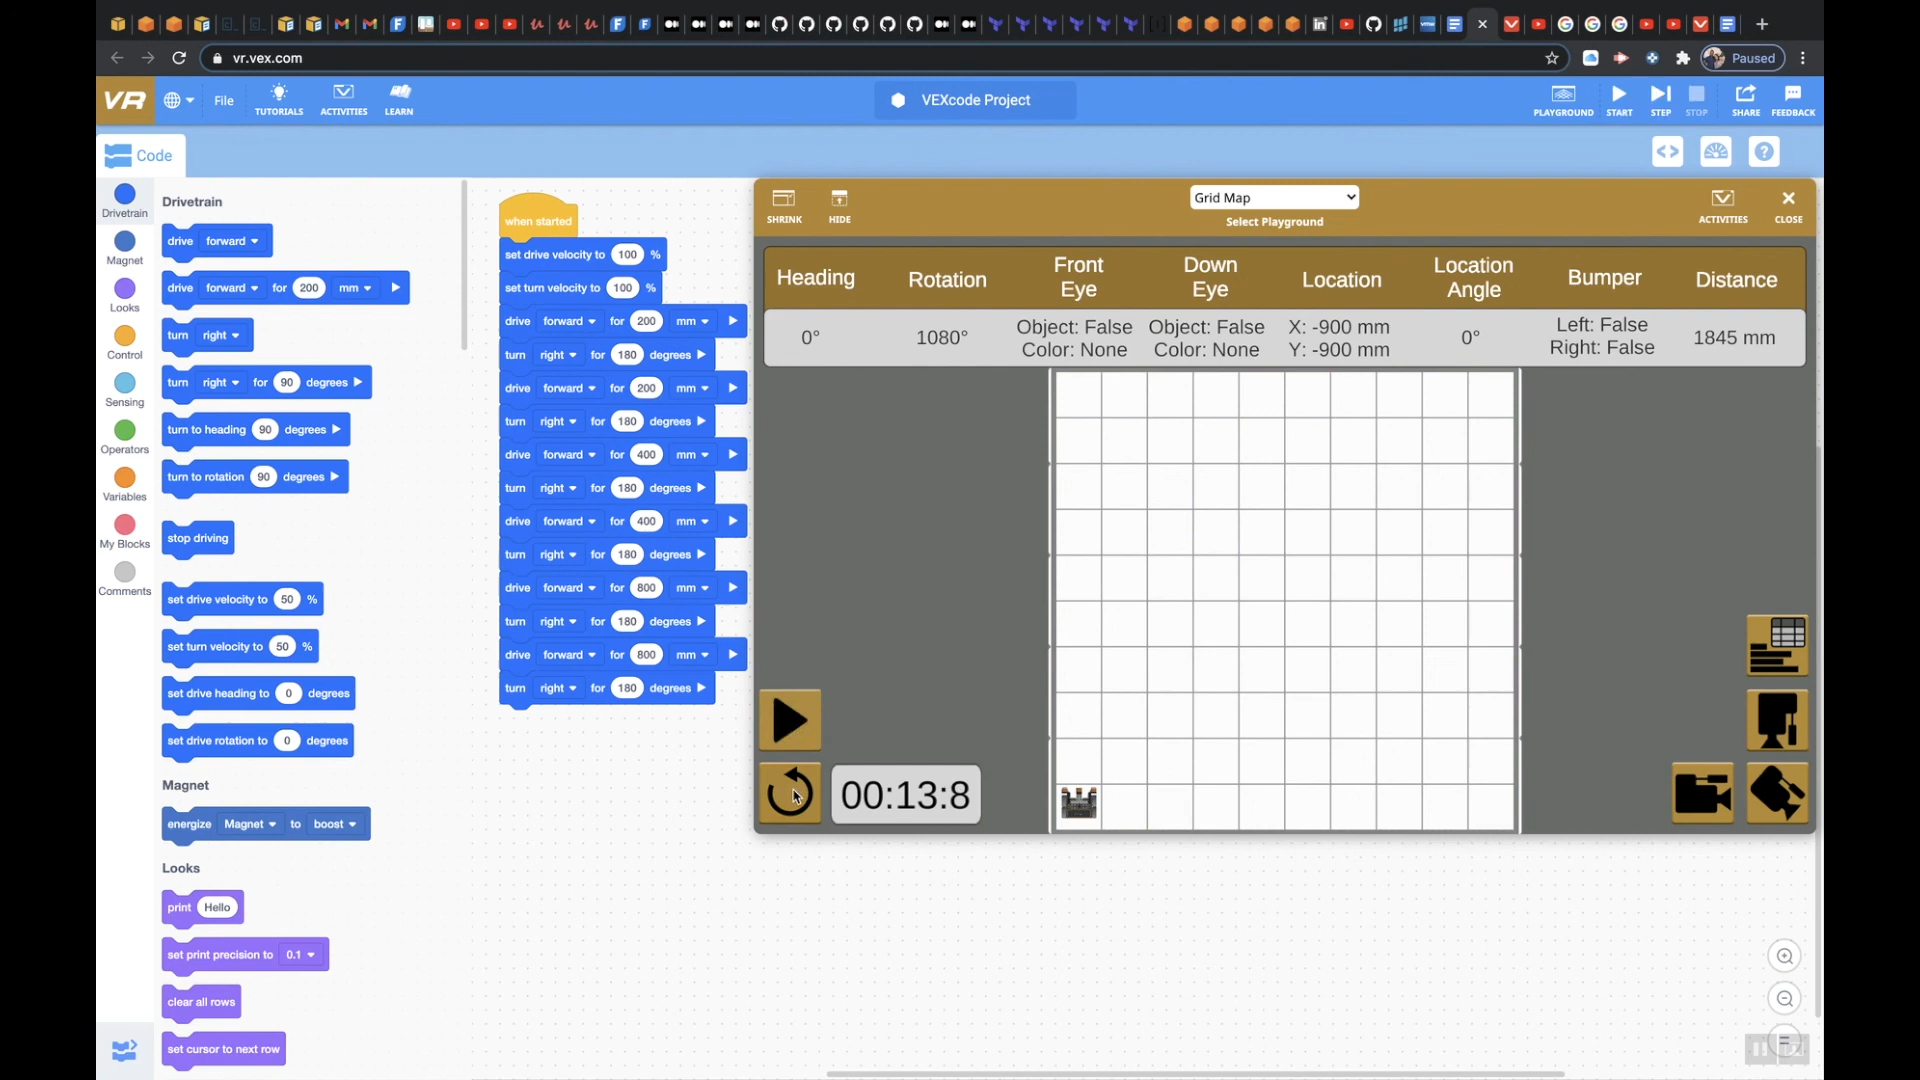 vr.vex.com
Paused
VR
File
TUTORIALS
ACTIVITIES
LEARN
VEXcode Project
PLAYGROUND
START
STEP
STOP
SHARE
FEEDBACK
Code
Drivetrain
Magnet
Looks
Control
Sensing
Operators
Variables
My Blocks
Comments
Drivetrain
drive forward
drive forward for 200 mm
turn right
turn right for 90 degrees
turn to heading 90 degrees
turn to rotation 90 degrees
stop driving
set drive velocity to 50 %
set turn velocity to 50 %
set drive heading to 0 degrees
set drive rotation to 0 degrees
Magnet
energize Magnet to boost
Looks
print Hello
set print precision to 0.1
clear all rows
set cursor to next row
when started
set drive velocity to 100 %
set turn velocity to 100 %
drive forward for 200 mm
turn right for 180 degrees
drive forward for 200 mm
turn right for 180 degrees
drive forward for 400 mm
turn right for 180 degrees
drive forward for 400 mm
turn right for 180 degrees
drive forward for 800 mm
turn right for 180 degrees
drive forward for 800 mm
turn right for 180 degrees
SHRINK
HIDE
Grid Map
Select Playground
ACTIVITIES
CLOSE
Heading
Rotation
Front
Eye
Down
Eye
Location
Location
Angle
Bumper
Distance
0°
1080°
Object: False
Color: None
Object: False
Color: None
X: -900 mm
Y: -900 mm
0°
Left: False
Right: False
1845 mm
00:13:8